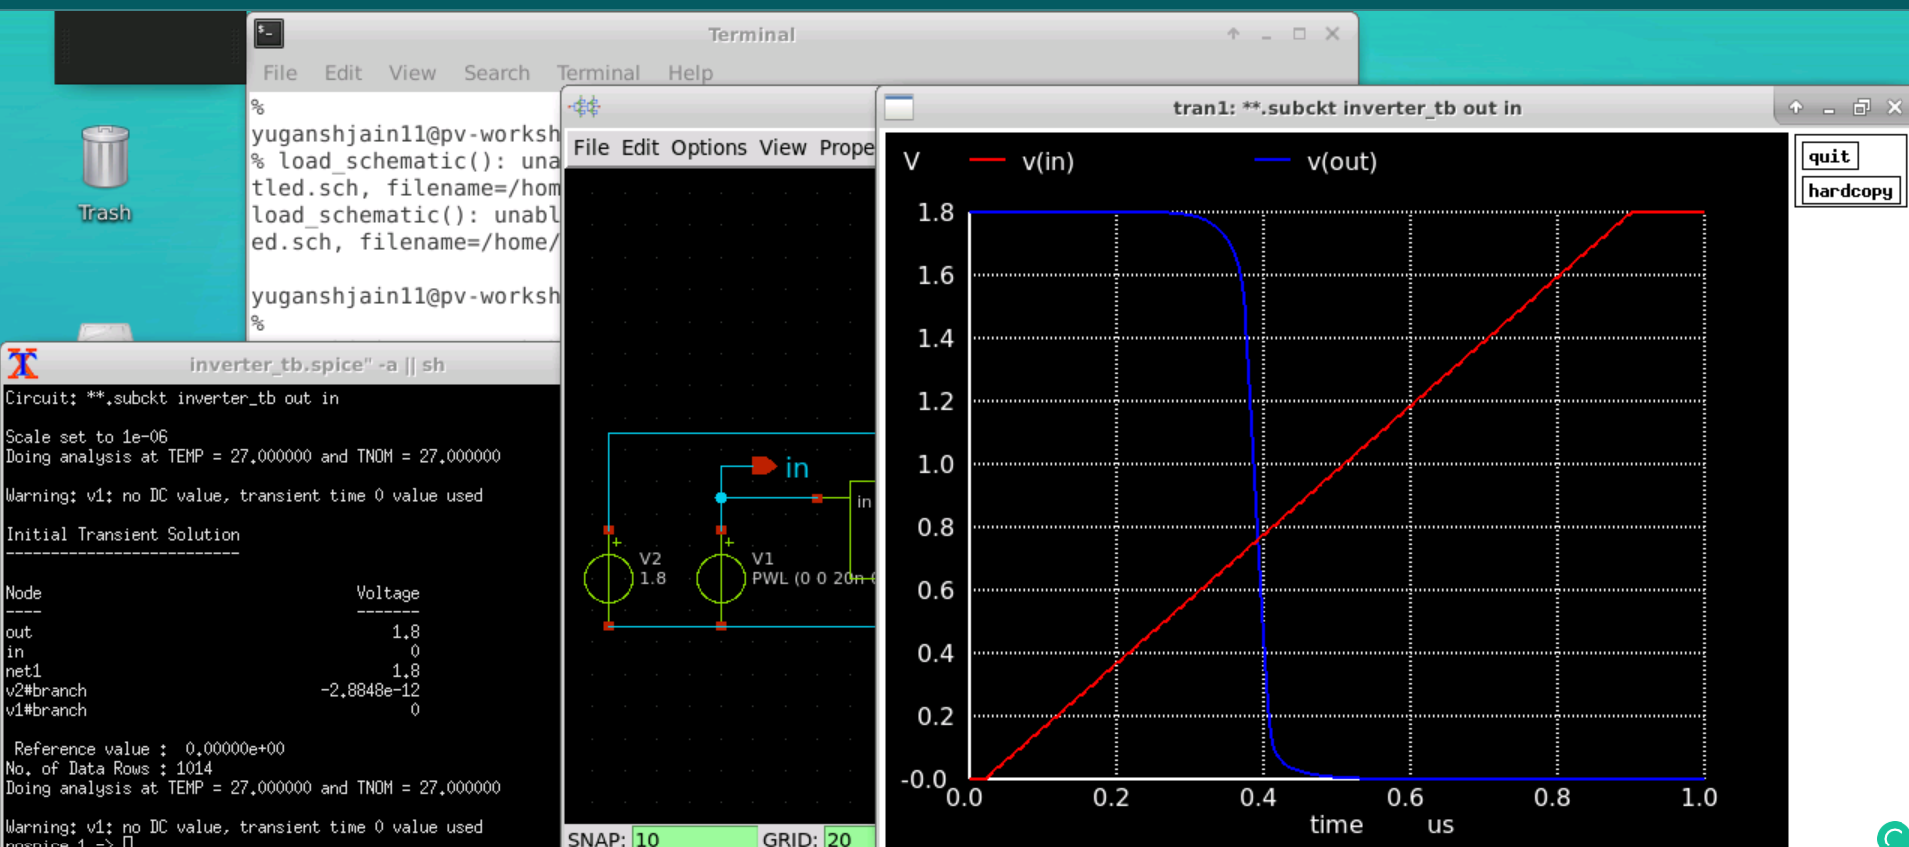 Terminal
File Edit View Search Terminal Help
%
yuganshjain11@pv-worksh
% load_schematic(): una
tled.sch, filename=/hom
load_schematic(): unabl
ed.sch, filename=/home/
yuganshjain11@pv-worksh
%
Trash
inverter_tb.spice" -a || sh
Circuit: **.subckt inverter_tb out in
Scale set to 1e-06
Doing analysis at TEMP = 27.000000 and TNOM = 27.000000
Warning: v1: no DC value, transient time 0 value used
Initial Transient Solution
--------------------------
Node Voltage
---- -------
out 1.8
in 0
net1 1.8
v2#branch -2.8848e-12
v1#branch 0
Reference value : 0.00000e+00
No. of Data Rows : 1014
Doing analysis at TEMP = 27.000000 and TNOM = 27.000000
Warning: v1: no DC value, transient time 0 value used
ngspice 1 ->
File Edit Options View Prope
in
in
V2
1.8
V1
PWL (0 0 20n
SNAP: 10 GRID: 20
tran1: **.subckt inverter_tb out in
quit
hardcopy
V v(in) v(out)
1.8
1.6
1.4
1.2
1.0
0.8
0.6
0.4
0.2
-0.0
0.0 0.2 0.4 0.6 0.8 1.0
time us